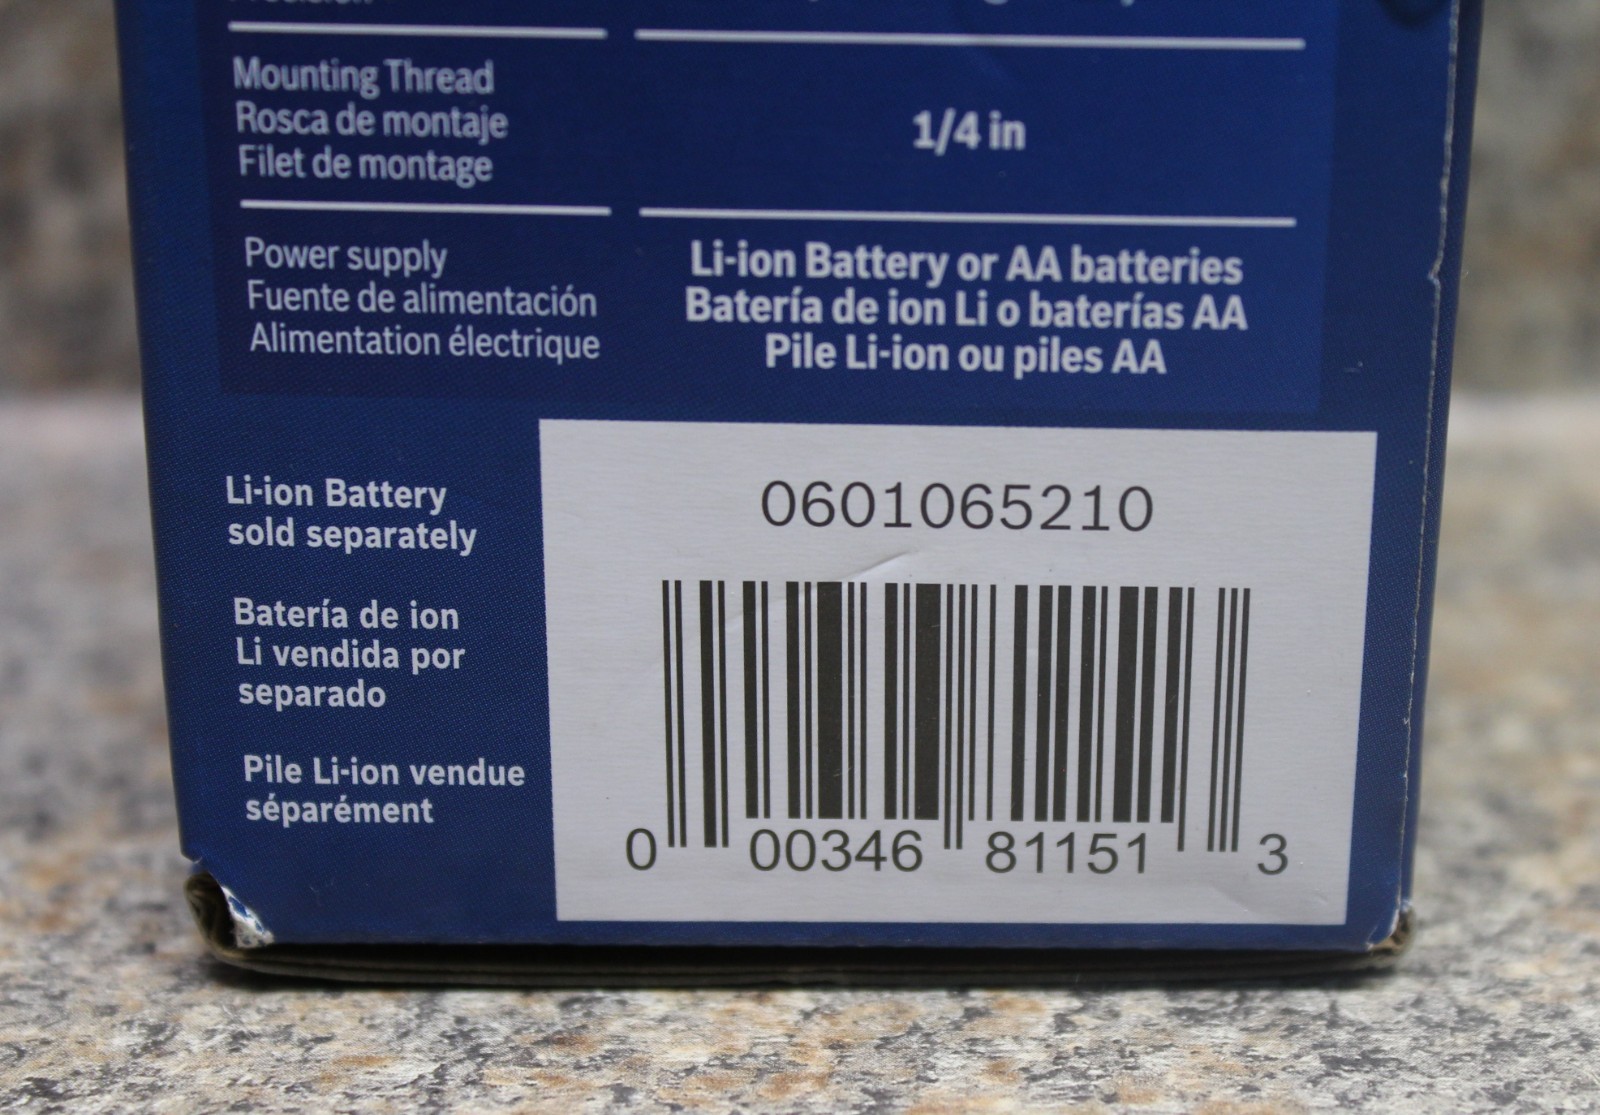 Mounting Thread
Rosca de montaje
Filet de montage
1/4 in
Power supply
Fuente de alimentación
Alimentation électrique
Li-ion Battery or AA batteries
Batería de ion Li o baterías AA
Pile Li-ion ou piles AA
Li-ion Battery
sold separately
Batería de ion
Li vendida por
separado
Pile Li-ion vendue
séparément
0601065210
0 00346 81151 3